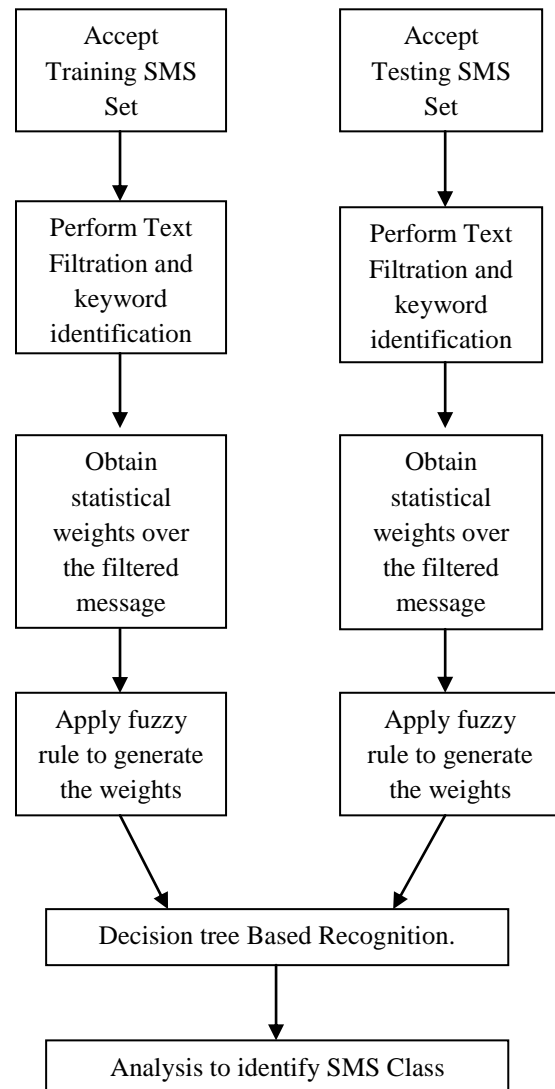 Accept
Training SMS
Set
Accept
Testing SMS
Set
Perform Text
Filtration and
keyword
identification
Perform Text
Filtration and
keyword
identification
Obtain
statistical
weights over
the filtered
message
Obtain
statistical
weights over
the filtered
message
Apply fuzzy
rule to generate
the weights
Apply fuzzy
rule to generate
the weights
Decision tree Based Recognition.
Analysis to identify SMS Class